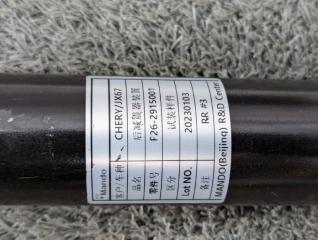 Mando
客户/车种 CHERY/JX67
品名 后减震器装置
零件号 F26-2915001
区分 试装样件
Lot NO. 20230103
备注 RR #3
MANDO(Beijing) R&D Center